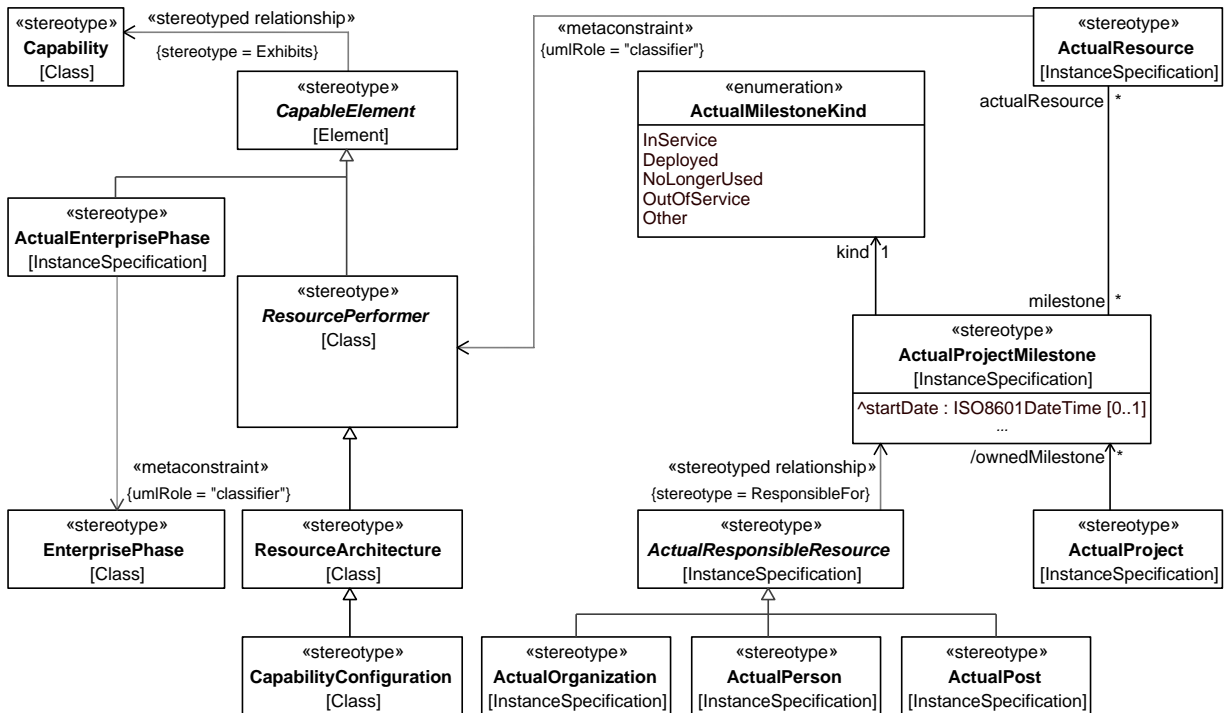 «stereotype»
Capability
[Class]
«stereotyped relationship»
{stereotype = Exhibits}
«stereotype»
CapableElement
[Element]
«metaconstraint»
{umlRole = "classifier"}
«stereotype»
ActualResource
[InstanceSpecification]
actualResource *
«enumeration»
ActualMilestoneKind
InService
Deployed
NoLongerUsed
OutOfService
Other
kind 1
«stereotype»
ActualEnterprisePhase
[InstanceSpecification]
«stereotype»
ResourcePerformer
[Class]
milestone *
«stereotype»
ActualProjectMilestone
[InstanceSpecification]
^startDate : ISO8601DateTime [0..1]
...
/ownedMilestone *
«metaconstraint»
{umlRole = "classifier"}
«stereotyped relationship»
{stereotype = ResponsibleFor}
«stereotype»
EnterprisePhase
[Class]
«stereotype»
ResourceArchitecture
[Class]
«stereotype»
ActualResponsibleResource
[InstanceSpecification]
«stereotype»
ActualProject
[InstanceSpecification]
«stereotype»
CapabilityConfiguration
[Class]
«stereotype»
ActualOrganization
[InstanceSpecification]
«stereotype»
ActualPerson
[InstanceSpecification]
«stereotype»
ActualPost
[InstanceSpecification]